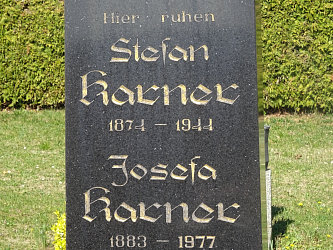 Hier ruhen
Stefan
Karner
1874 – 1944
Josefa
Karner
1883 – 1977